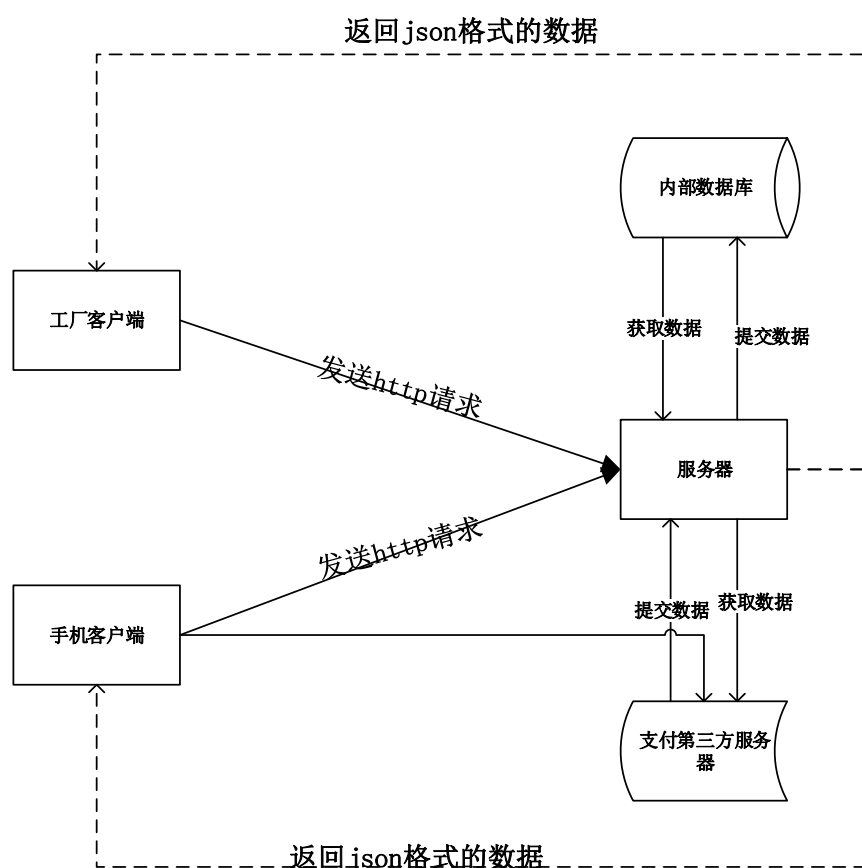 返回json格式的数据
内部数据库
工厂客户端
获取数据
提交数据
发送http请求
服务器
发送http请求
手机客户端
提交数据
获取数据
支付第三方服务
器
返回json格式的数据